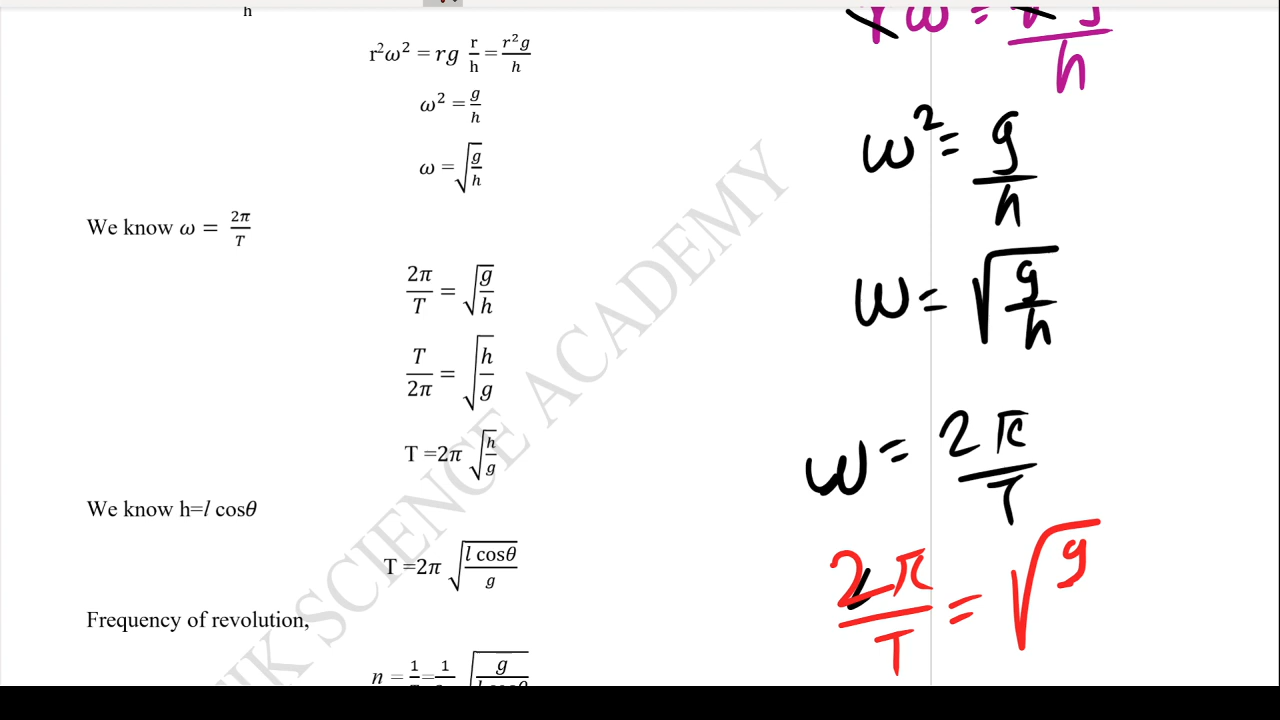 h
r²ω² = rg r/h = r²g/h
ω² = g/h
ω = √(g/h)
We know ω = 2π/T
2π/T = √(g/h)
T/2π = √(h/g)
T =2π √(h/g)
We know h=l cosθ
T =2π √(l cosθ/g)
Frequency of revolution,
n = 1/
ω² = g/h
ω = √(g/h)
ω = 2π/T
2π/T = √g
SCIENCE ACADEMY